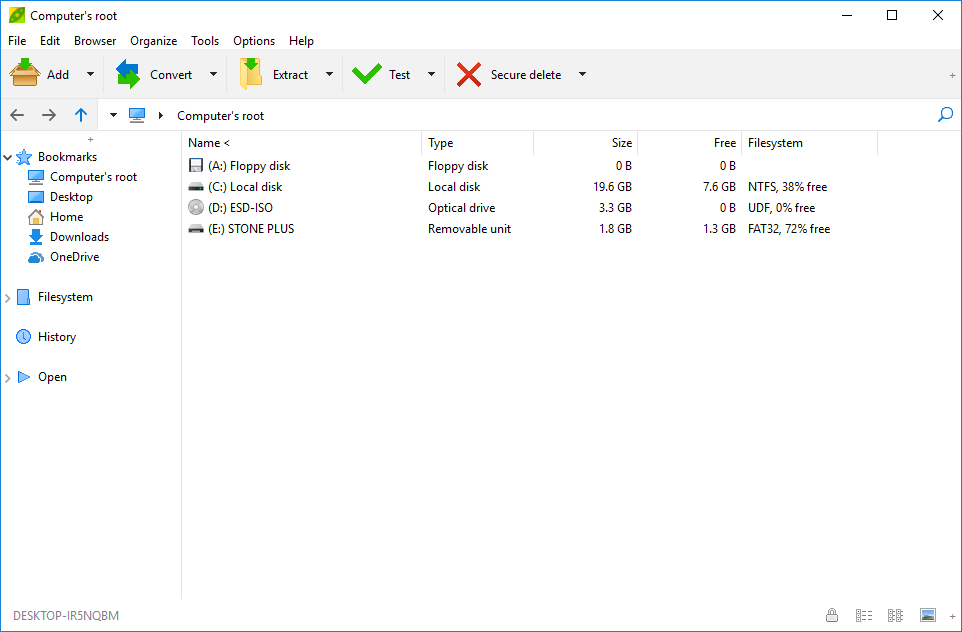 Computer's root
File Edit Browser Organize Tools Options Help
Add Convert Extract Test Secure delete +
Computer's root
+
Name < Type Size Free Filesystem
(A:) Floppy disk Floppy disk 0 B 0 B
(C:) Local disk Local disk 19.6 GB 7.6 GB NTFS, 38% free
(D:) ESD-ISO Optical drive 3.3 GB 0 B UDF, 0% free
(E:) STONE PLUS Removable unit 1.8 GB 1.3 GB FAT32, 72% free
Bookmarks
Computer's root
Desktop
Home
Downloads
OneDrive
Filesystem
History
Open
DESKTOP-IR5NQBM +